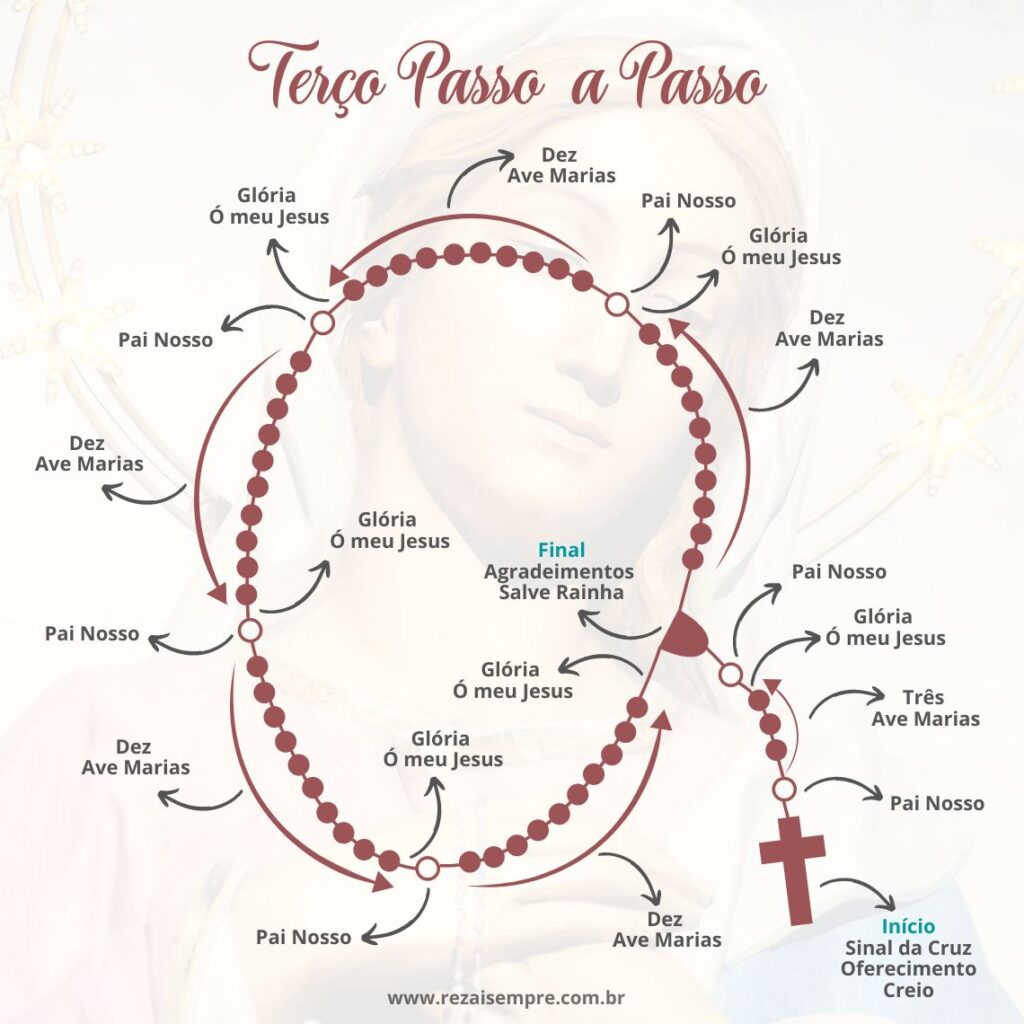 Terço Passo a Passo
Dez
Ave Marias
Glória
Ó meu Jesus
Pai Nosso
Glória
Ó meu Jesus
Pai Nosso
Dez
Ave Marias
Dez
Ave Marias
Glória
Ó meu Jesus
Final
Agradeimentos
Salve Rainha
Pai Nosso
Glória
Ó meu Jesus
Pai Nosso
Glória
Ó meu Jesus
Três
Ave Marias
Dez
Ave Marias
Glória
Ó meu Jesus
Pai Nosso
Pai Nosso
Dez
Ave Marias
Início
Sinal da Cruz
Oferecimento
Creio
www.rezaisempre.com.br